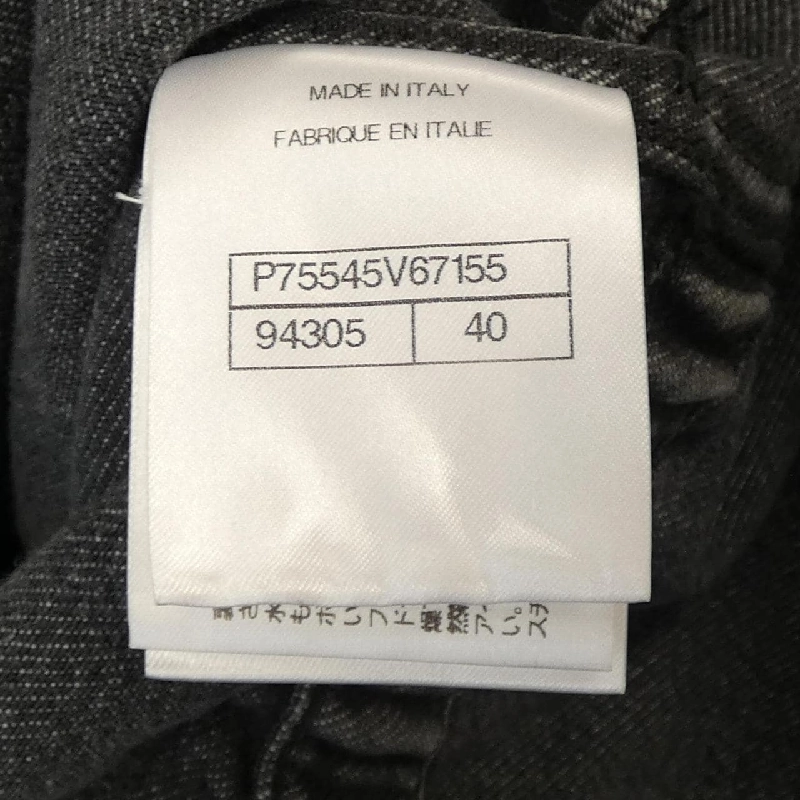 MADE IN ITALY
FABRIQUE EN ITALIE
P75545V67155
94305 40